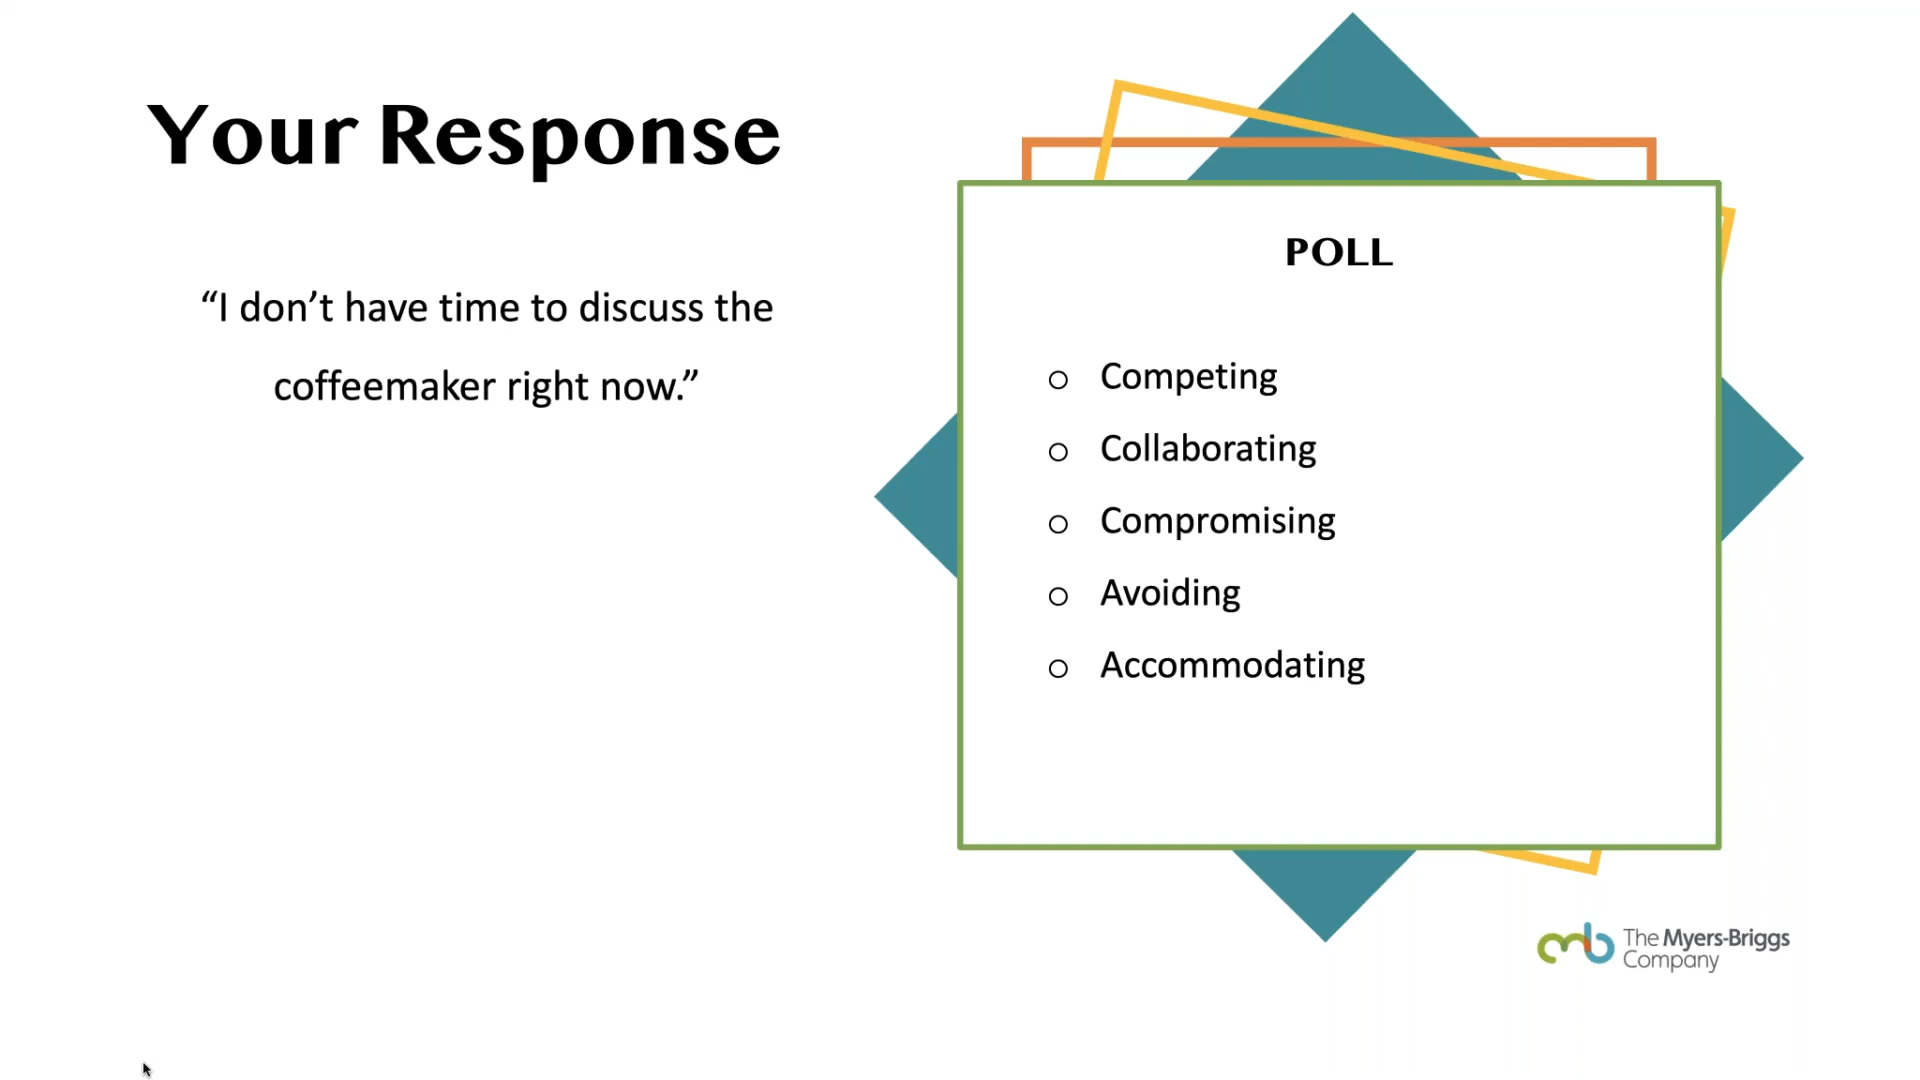 Your Response
“I don’t have time to discuss the
coffeemaker right now.”
POLL
Competing
Collaborating
Compromising
Avoiding
Accommodating
The Myers-Briggs
Company